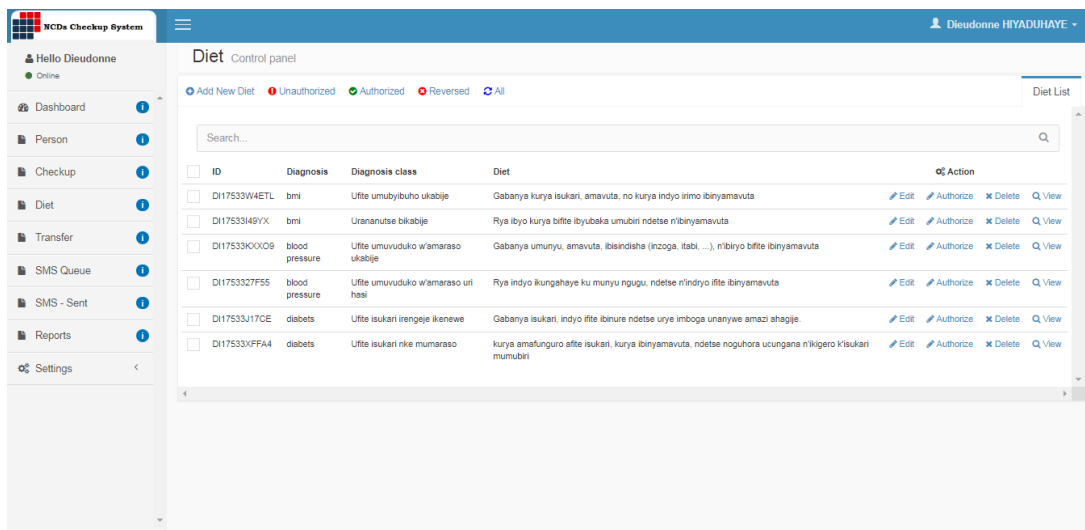 NCDs Checkup System
Dieudonne HIYADUHAYE
Hello Dieudonne
Online
Diet Control panel
Add New Diet Unauthorized Authorized Reversed All Diet List
Dashboard
Person
Checkup
Diet
Transfer
SMS Queue
SMS - Sent
Reports
Settings
Search...
ID Diagnosis Diagnosis class Diet Action
DI17533W4ETL bmi Ufite umubyibuho ukabije Gabanya kurya isukari, amavuta, no kurya indyo irimo ibinyamavuta Edit Authorize Delete View
DI17533I49YX bmi Urananutse bikabije Rya ibyo kurya bifite ibyubaka umubiri ndetse n'ibinyamavuta Edit Authorize Delete View
DI17533KXXO9 blood Ufite umuvuduko w'amaraso Gabanya umunyu, amavuta, ibisindisha (inzoga, itabi, ...), n'ibiryo bifite ibinyamavuta Edit Authorize Delete View
pressure ukabije
DI1753327F55 blood Ufite umuvuduko w'amaraso uri Rya indyo ikungahaye ku munyu ngugu, ndetse n'indryo ifite ibinyamavuta Edit Authorize Delete View
pressure hasi
DI17533J17CE diabets Ufite isukari irengeje ikenewe Gabanya isukari, indyo ifite ibinure ndetse urye imboga unanywe amazi ahagije. Edit Authorize Delete View
DI17533XFFA4 diabets Ufite isukari nke mumaraso kurya amafunguro afite isukari, kurya ibinyamavuta, ndetse noguhora ucungana n'ikigero k'isukari Edit Authorize Delete View
mumubiri